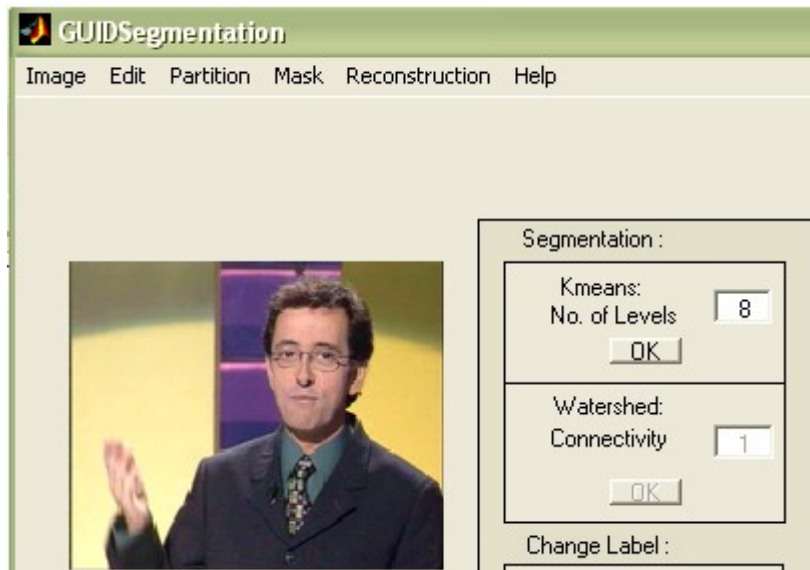 GUIDSegmentation
Image Edit Partition Mask Reconstruction Help
Segmentation :
Kmeans:
No. of Levels
8
OK
Watershed:
Connectivity
1
OK
Change Label :